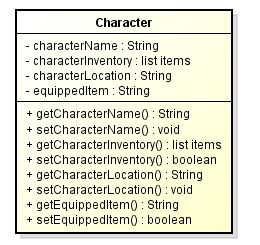 Character
- characterName : String
- characterInventory : list items
- characterLocation : String
- equippedItem : String
+ getCharacterName() : String
+ setCharacterName() : void
+ getCharacterInventory() : list items
+ setCharacterInventory() : boolean
+ getCharacterLocation() : String
+ setCharacterLocation() : void
+ getEquippedItem() : String
+ setEquippedItem() : boolean